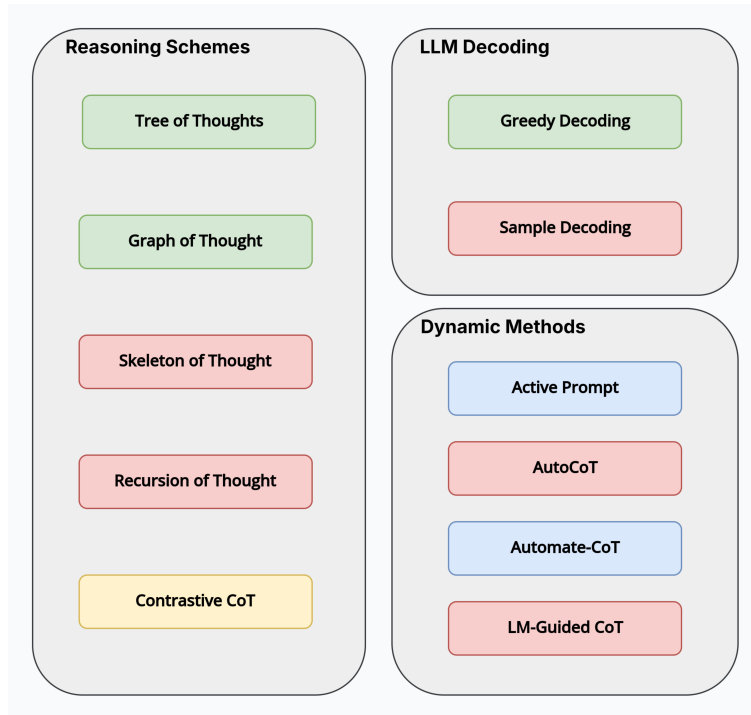 Reasoning Schemes
Tree of Thoughts
Graph of Thought
Skeleton of Thought
Recursion of Thought
Contrastive CoT
LLM Decoding
Greedy Decoding
Sample Decoding
Dynamic Methods
Active Prompt
AutoCoT
Automate-CoT
LM-Guided CoT